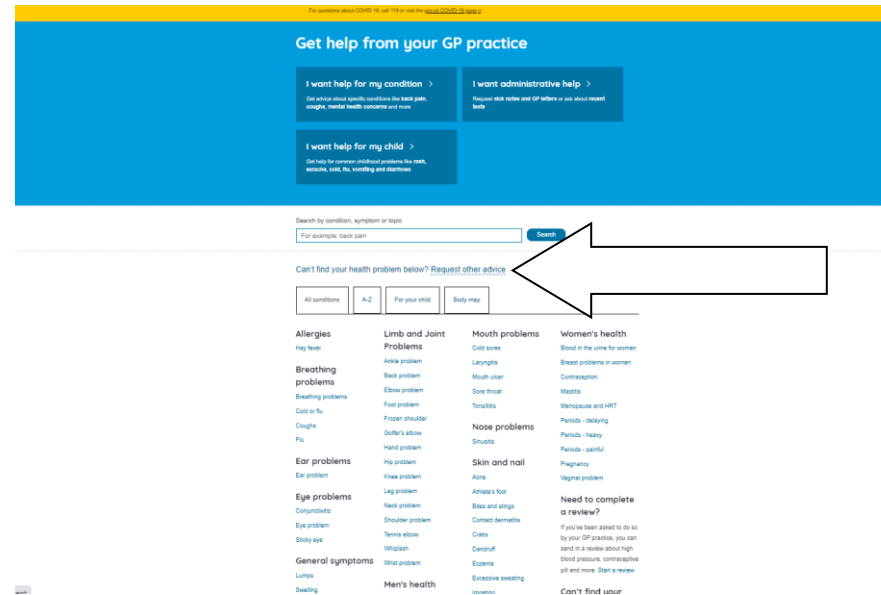 For questions about COVID-19, call 119 or visit the gov.uk COVID-19 page
Get help from your GP practice
I want help for my condition >
Get advice about specific conditions like back pain,
coughs, mental health concerns and more
I want administrative help >
Request sick notes and GP letters or ask about recent
tests
I want help for my child >
Get help for common childhood problems like rash,
earache, cold, flu, vomiting and diarrhoea
Search by condition, symptom or topic
For example: back pain
Search
Can't find your health problem below? Request other advice
All conditions
A-Z
For your child
Body map
Allergies
Hay fever
Breathing
problems
Breathing problems
Cold or flu
Coughs
Flu
Ear problems
Ear problem
Eye problems
Conjunctivitis
Eye problem
Sticky eye
General symptoms
Lumps
Swelling
Limb and Joint
Problems
Ankle problem
Back problem
Elbow problem
Foot problem
Frozen shoulder
Golfer's elbow
Hand problem
Hip problem
Knee problem
Leg problem
Neck problem
Shoulder problem
Tennis elbow
Whiplash
Wrist problem
Men's health
Mouth problems
Cold sores
Laryngitis
Mouth ulcer
Sore throat
Tonsillitis
Nose problems
Sinusitis
Skin and nail
Acne
Athlete's foot
Bites and stings
Contact dermatitis
Crabs
Dandruff
Eczema
Excessive sweating
Impetigo
Women's health
Blood in the urine for women
Breast problems in women
Contraception
Mastitis
Menopause and HRT
Periods - delaying
Periods - heavy
Periods - painful
Pregnancy
Vaginal problem
Need to complete
a review?
If you've been asked to do so
by your GP practice, you can
send in a review about high
blood pressure, contraceptive
pill and more. Start a review
Can't find your